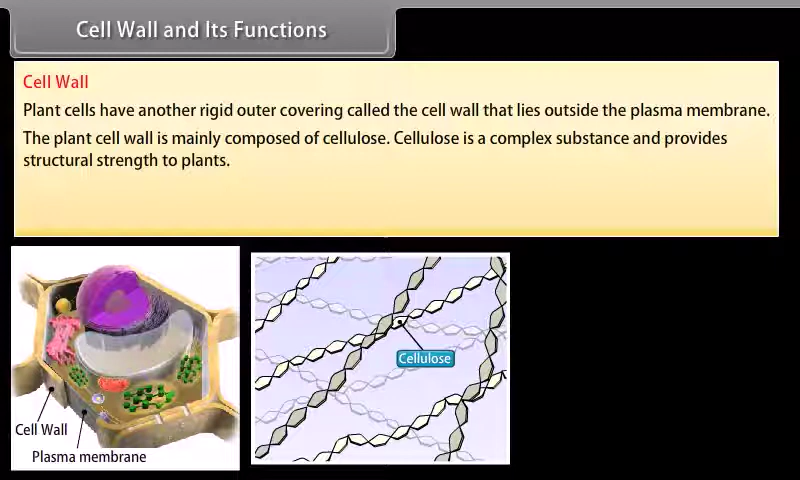 Cell Wall and Its Functions
Cell Wall
Plant cells have another rigid outer covering called the cell wall that lies outside the plasma membrane.
The plant cell wall is mainly composed of cellulose. Cellulose is a complex substance and provides
structural strength to plants.
Cellulose
Cell Wall
Plasma membrane